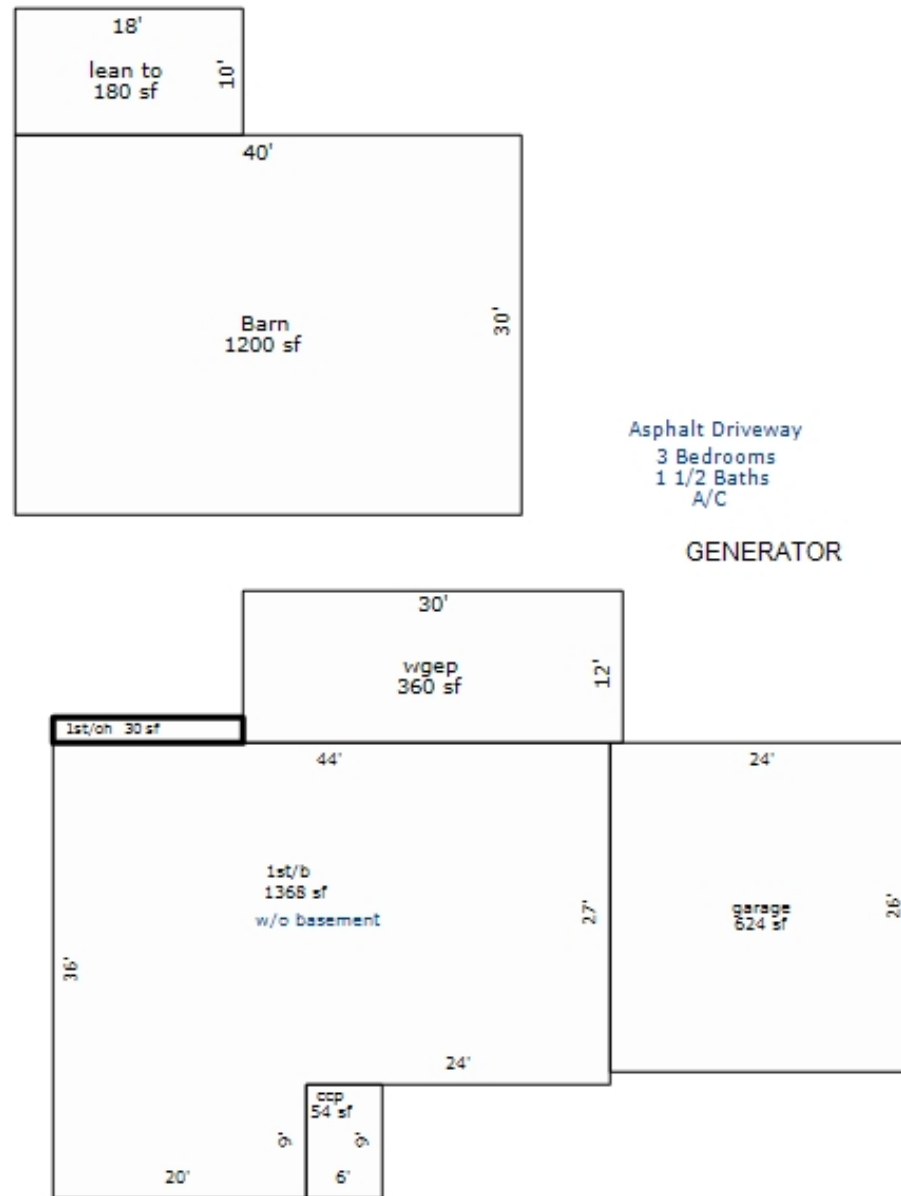 18'
lean to
180 sf
10'
40'
Barn
1200 sf
30'
Asphalt Driveway
3 Bedrooms
1 1/2 Baths
A/C
GENERATOR
30'
wgep
360 sf
12'
1st/oh 30 sf
44'
24'
1st/b
1368 sf
w/o basement
27'
garage
624 sf
26'
36'
24'
ccp
54 sf
9'
9'
20'
6'